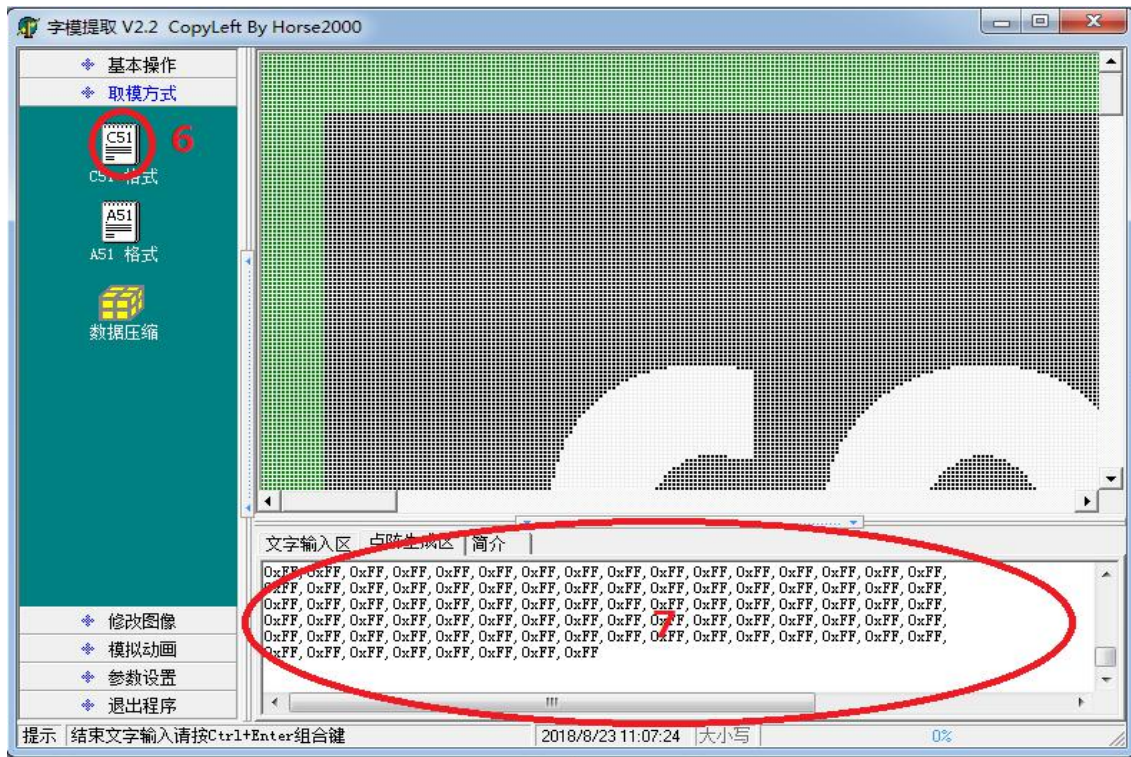 字模提取 V2.2 CopyLeft By Horse2000
基本操作
取模方式
C51
6
C51 格式
A51
A51 格式
数据压缩
修改图像
模拟动画
参数设置
退出程序
文字输入区 点阵生成区 简介
0xFF, 0xFF, 0xFF, 0xFF, 0xFF, 0xFF, 0xFF, 0xFF, 0xFF, 0xFF, 0xFF, 0xFF, 0xFF, 0xFF, 0xFF, 0xFF,
0xFF, 0xFF, 0xFF, 0xFF, 0xFF, 0xFF, 0xFF, 0xFF, 0xFF, 0xFF, 0xFF, 0xFF, 0xFF, 0xFF, 0xFF, 0xFF,
0xFF, 0xFF, 0xFF, 0xFF, 0xFF, 0xFF, 0xFF, 0xFF, 0xFF, 0xFF, 0xFF, 0xFF, 0xFF, 0xFF, 0xFF, 0xFF,
0xFF, 0xFF, 0xFF, 0xFF, 0xFF, 0xFF, 0xFF, 0xFF, 0xFF, 0xFF, 0xFF, 0xFF, 0xFF, 0xFF, 0xFF, 0xFF,
0xFF, 0xFF, 0xFF, 0xFF, 0xFF, 0xFF, 0xFF, 0xFF, 0xFF, 0xFF, 0xFF, 0xFF, 0xFF, 0xFF, 0xFF, 0xFF,
0xFF, 0xFF, 0xFF, 0xFF, 0xFF, 0xFF, 0xFF, 0xFF
7
提示 结束文字输入请按Ctrl+Enter组合键 2018/8/23 11:07:24 大小写 0%